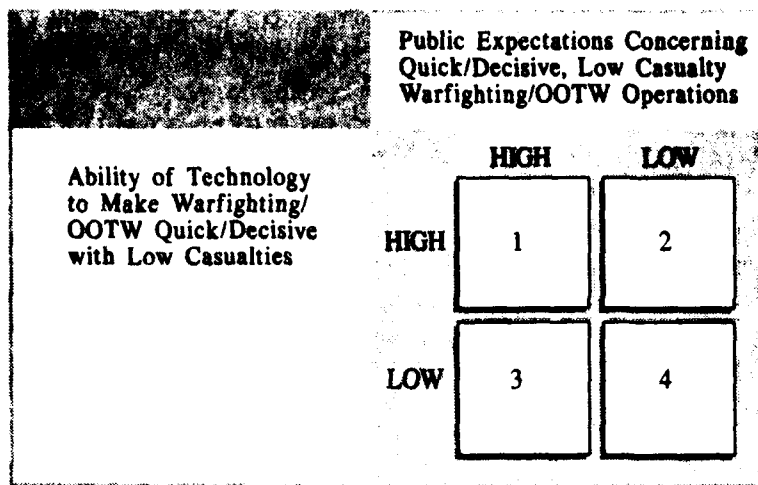 Public Expectations Concerning
Quick/Decisive, Low Casualty
Warfighting/OOTW Operations
Ability of Technology
to Make Warfighting/
OOTW Quick/Decisive
with Low Casualties
HIGH LOW
HIGH 1 2
LOW 3 4